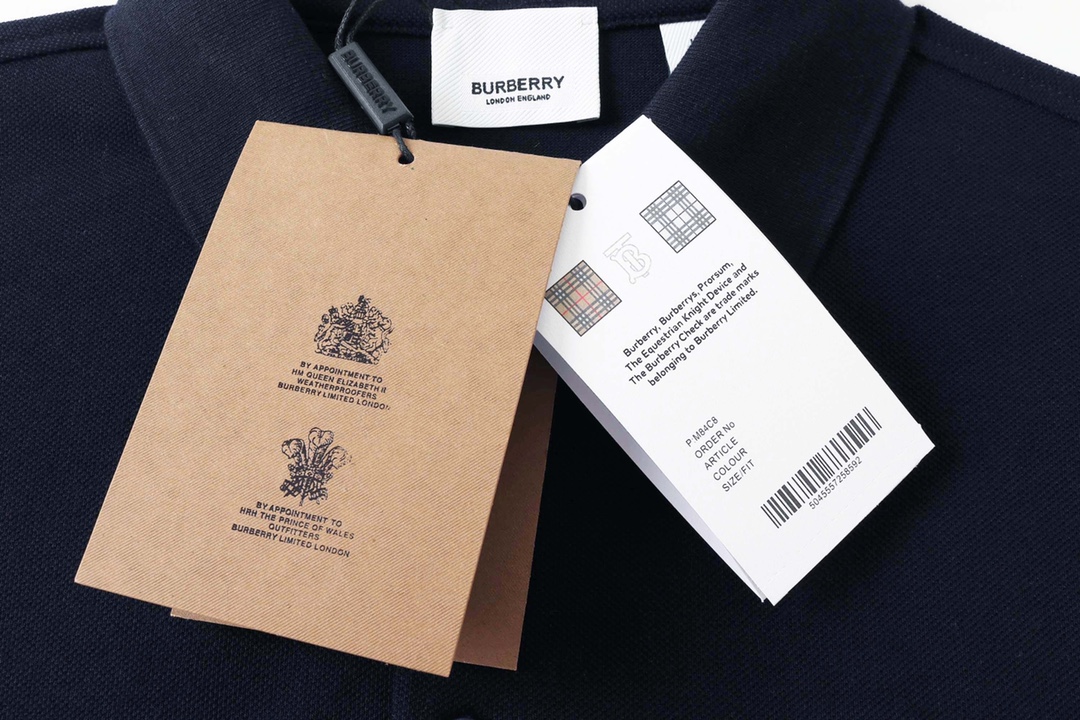 BURBERRY
BURBERRY
LONDON ENGLAND
BY APPOINTMENT TO
HM QUEEN ELIZABETH II
WEATHERPROOFERS
BURBERRY LIMITED LONDON
BY APPOINTMENT TO
HRH THE PRINCE OF WALES
OUTFITTERS
BURBERRY LIMITED LONDON
Burberry, Burberrys, Prorsum,
The Equestrian Knight Device and
The Burberry Check are trade marks
belonging to Burberry Limited.
P M84C8
ORDER No
ARTICLE
COLOUR
SIZE/FIT
5045557258592